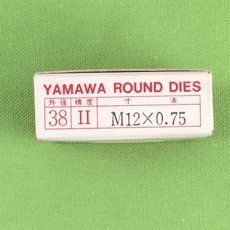 YAMAWA ROUND DIES
外径 精度 寸法
38 II M12×0.75